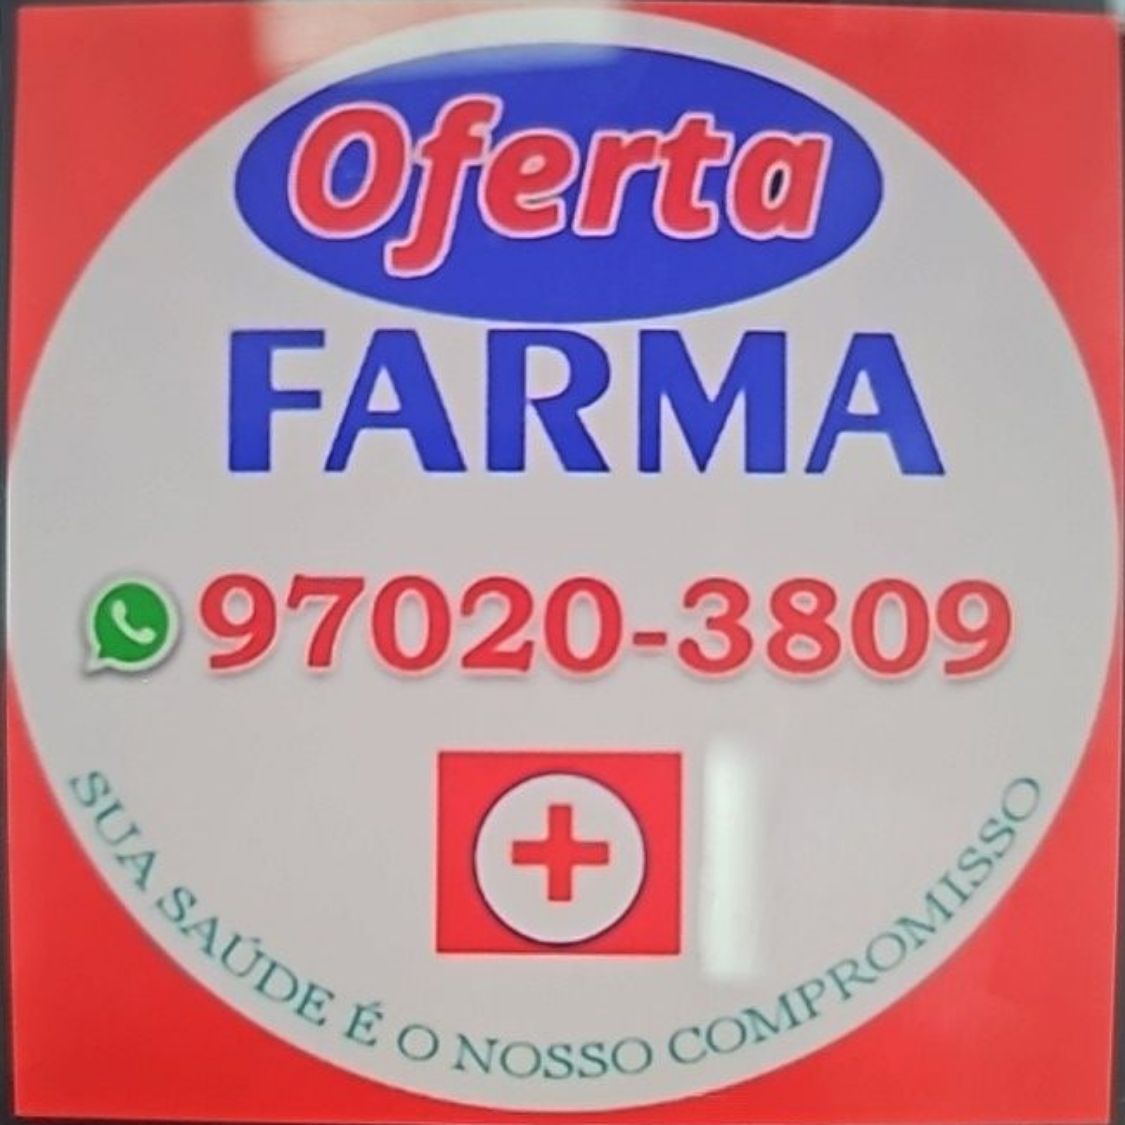 Oferta
FARMA
97020-3809
SUA SAÚDE É O NOSSO COMPROMISSO